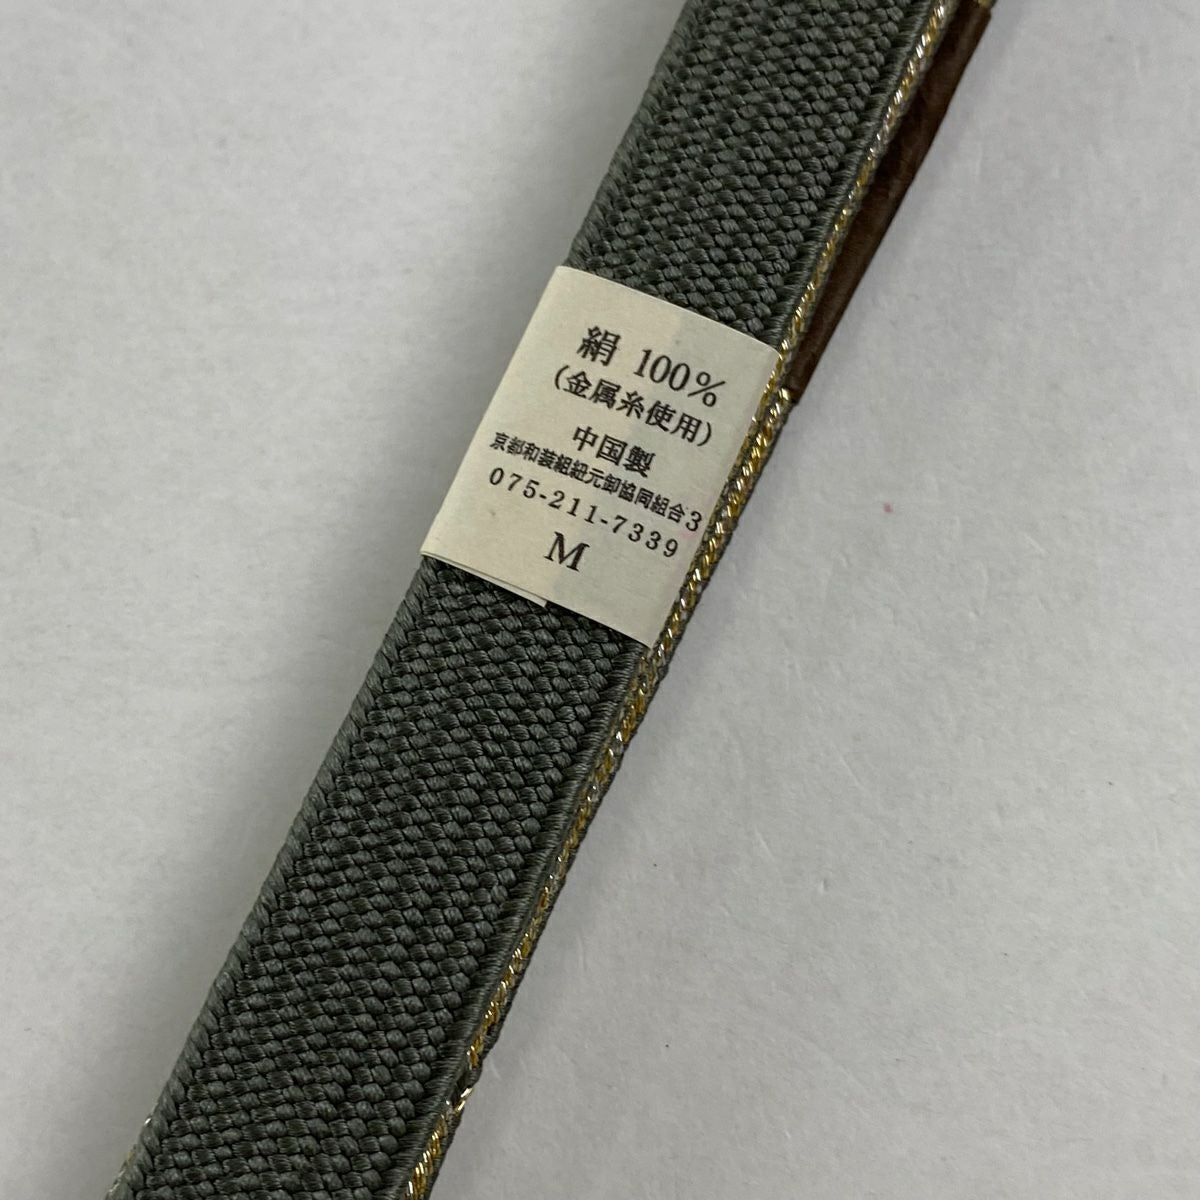 絹 100%
(金属糸使用)
中国製
京都和装組紐元卸協同組合3
075-211-7339
M